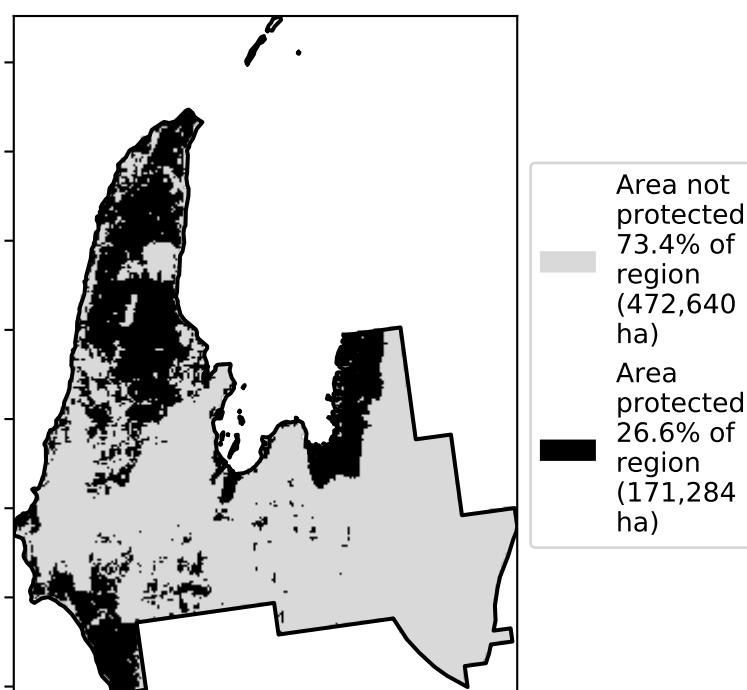 Area not
protected
73.4% of
region
(472,640
ha)
Area
protected
26.6% of
region
(171,284
ha)